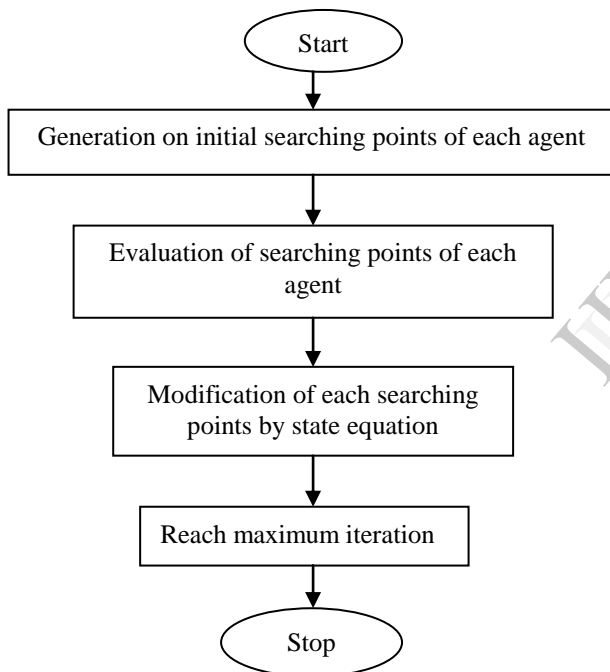 Start
Generation on initial searching points of each agent
Evaluation of searching points of each
agent
Modification of each searching
points by state equation
Reach maximum iteration
Stop